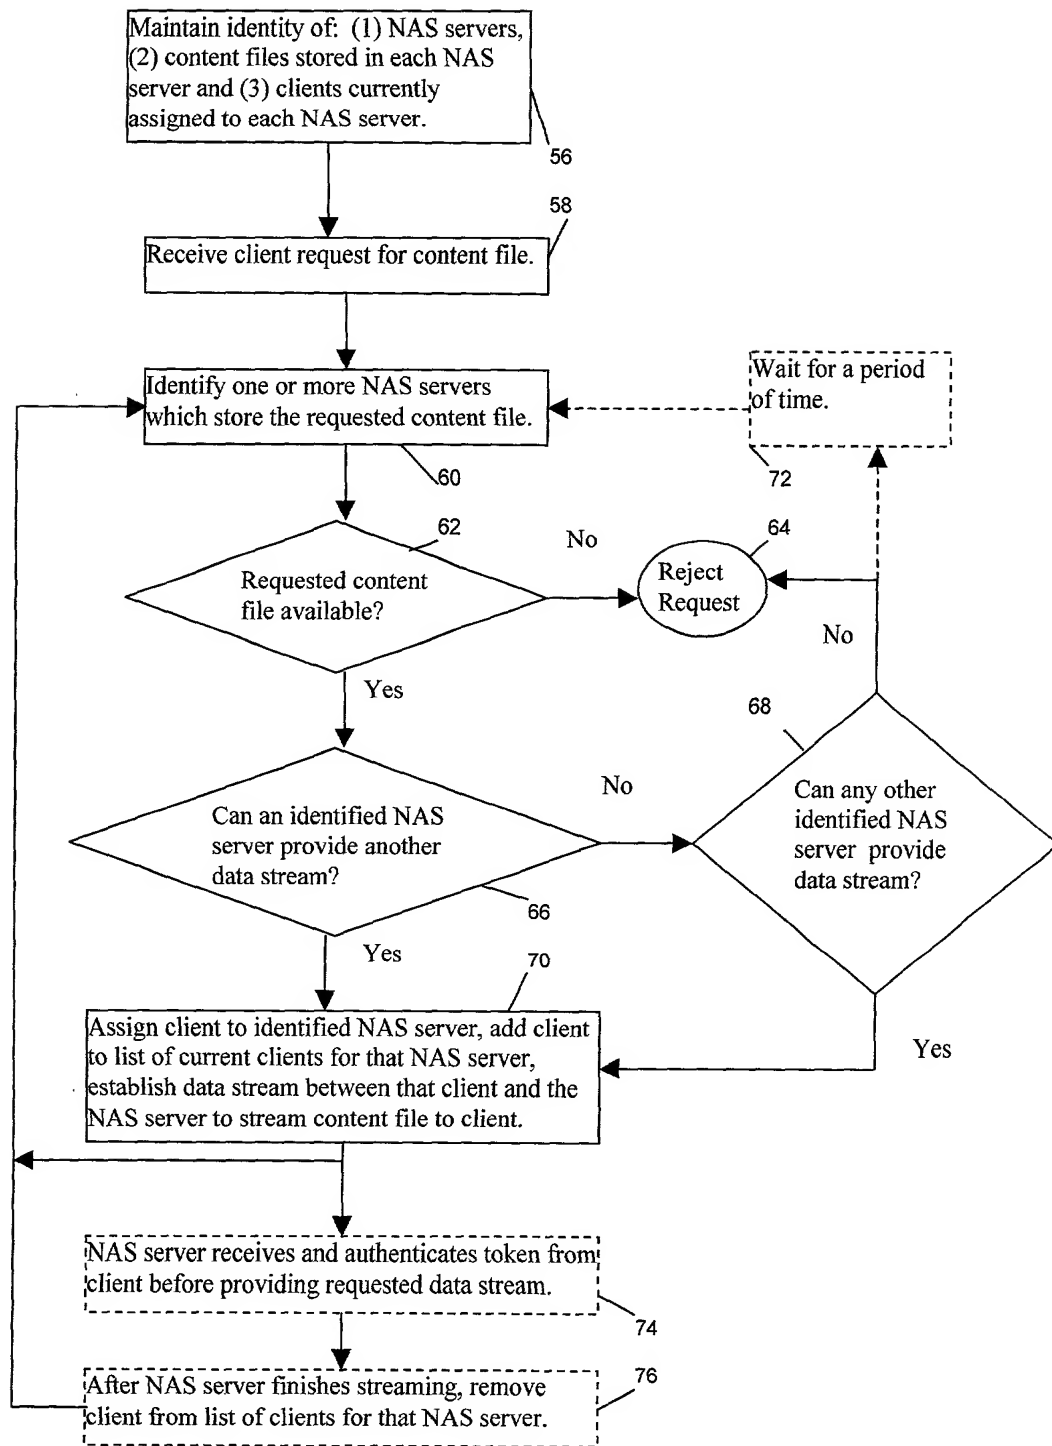 Maintain identity of: (1) NAS servers,
(2) content files stored in each NAS
server and (3) clients currently
assigned to each NAS server.
56
58
Receive client request for content file.
Identify one or more NAS servers
which store the requested content file.
60
Wait for a period
of time.
72
62
Requested content
file available?
No
64
Reject
Request
No
Yes
68
Can an identified NAS
server provide another
data stream?
No
66
Can any other
identified NAS
server provide
data stream?
Yes
70
Yes
Assign client to identified NAS server, add client
to list of current clients for that NAS server,
establish data stream between that client and the
NAS server to stream content file to client.
NAS server receives and authenticates token from
client before providing requested data stream.
74
76
After NAS server finishes streaming, remove
client from list of clients for that NAS server.